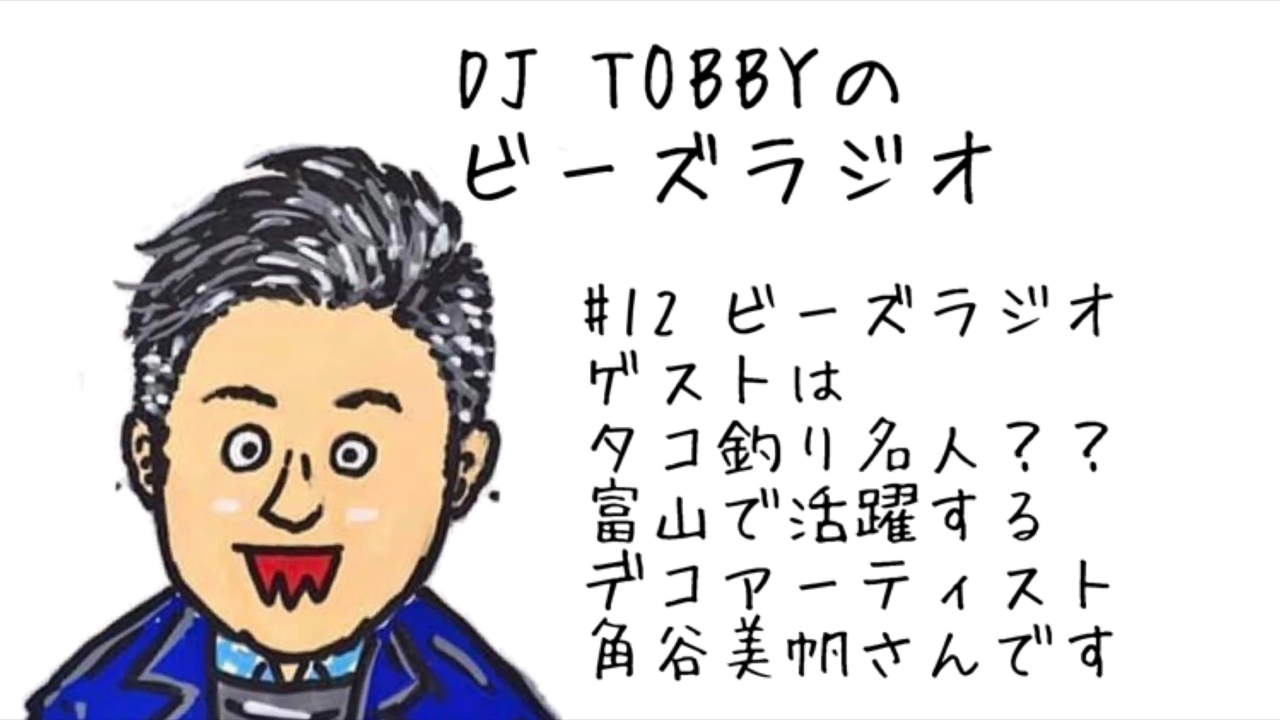 DJ TOBBYの
ビーズラジオ
#12 ビーズラジオ
ゲストは
タコ釣り名人??
富山で活躍する
デコアーティスト
角谷美帆さんです